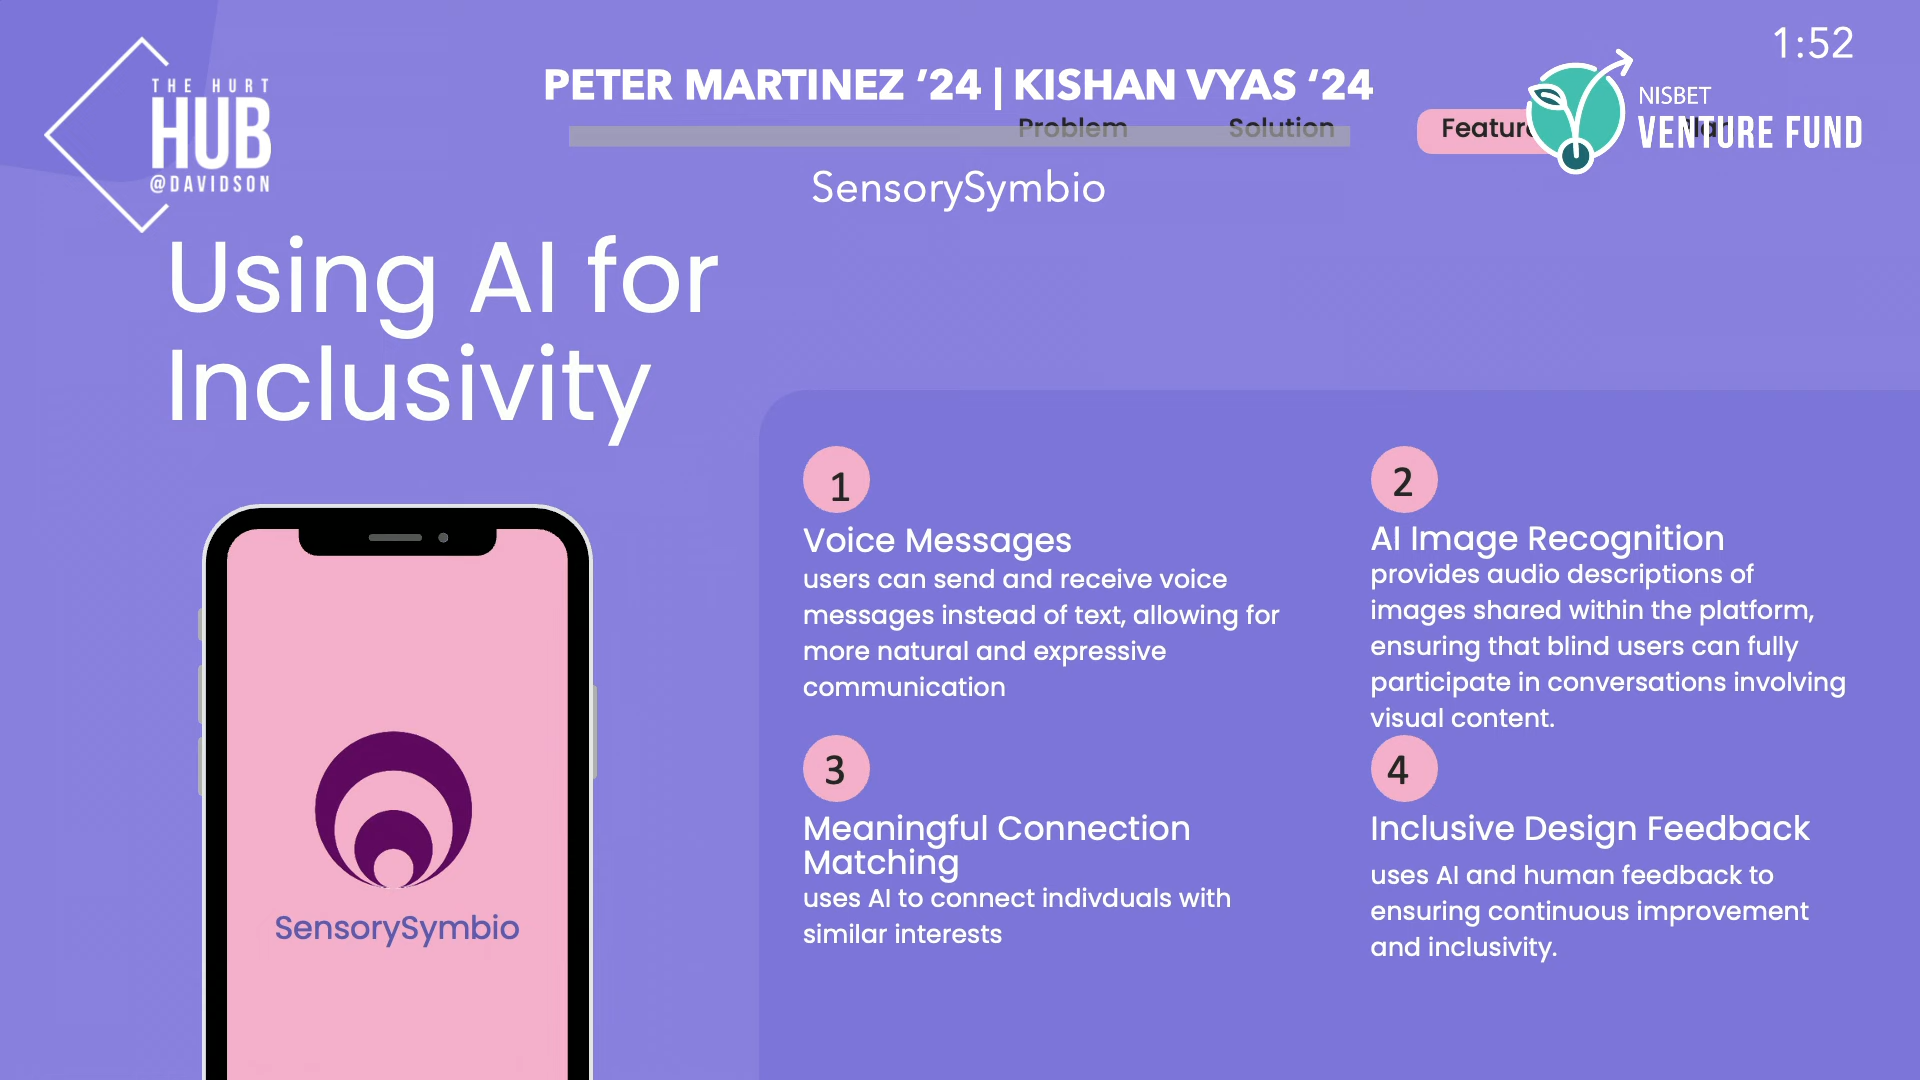 1:52
THE HURT
HUB
@DAVIDSON
PETER MARTINEZ ’24 | KISHAN VYAS ‘24
Problem Solution
NISBET
VENTURE FUND
SensorySymbio
Using AI for
Inclusivity
1
Voice Messages
users can send and receive voice
messages instead of text, allowing for
more natural and expressive
communication
2
AI Image Recognition
provides audio descriptions of
images shared within the platform,
ensuring that blind users can fully
participate in conversations involving
visual content.
3
Meaningful Connection
Matching
uses AI to connect indivduals with
similar interests
4
Inclusive Design Feedback
uses AI and human feedback to
ensuring continuous improvement
and inclusivity.
SensorySymbio